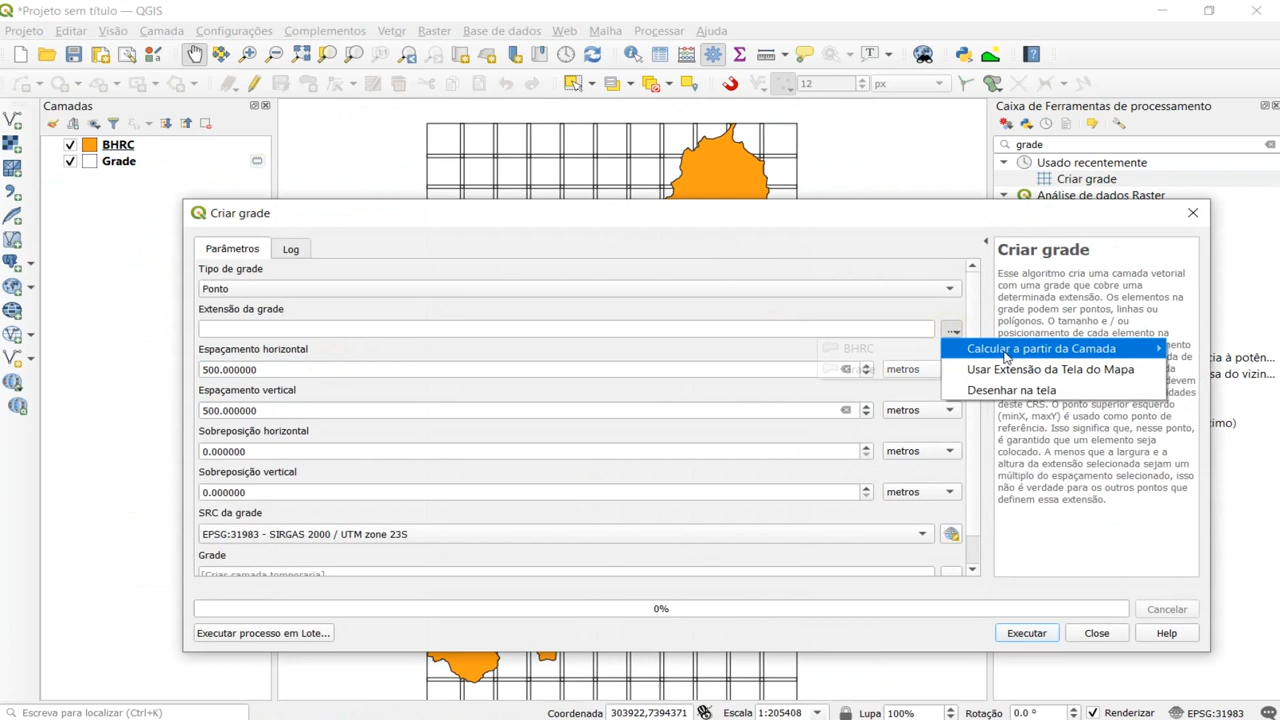 *Projeto sem título — QGIS
Projeto Editar Visão Camada Configurações Complementos Vetor Raster Base de dados Web Malha Processar Ajuda
12 px
Camadas
BHRC
Grade
Caixa de Ferramentas de processamento
grade
Usado recentemente
Criar grade
Análise de dados Raster
Criar grade
Parâmetros Log
Tipo de grade
Ponto
Extensão da grade
Espaçamento horizontal
500.000000 metros
Espaçamento vertical
500.000000 metros
Sobreposição horizontal
0.000000 metros
Sobreposição vertical
0.000000 metros
SRC da grade
EPSG:31983 - SIRGAS 2000 / UTM zone 23S
Grade
[Criar camada temporária]
BHRC
Calcular a partir da Camada
Usar Extensão da Tela do Mapa
Desenhar na tela
Criar grade
Esse algoritmo cria uma camada vetorial
com uma grade que cobre uma
determinada extensão. Os elementos na
grade podem ser pontos, linhas ou
polígonos. O tamanho e / ou
posicionamento de cada elemento na
deste CRS. O ponto superior esquerdo
(minX, maxY) é usado como ponto de
referência. Isso significa que, nesse ponto,
é garantido que um elemento seja
colocado. A menos que a largura e a
altura da extensão selecionada sejam um
múltiplo do espaçamento selecionado, isso
não é verdade para os outros pontos que
definem essa extensão.
0%
Cancelar
Executar processo em Lote...
Executar Close Help
Escreva para localizar (Ctrl+K)
Coordenada 303922,7394371 Escala 1:205408 Lupa 100% Rotação 0.0 ° Renderizar EPSG:31983